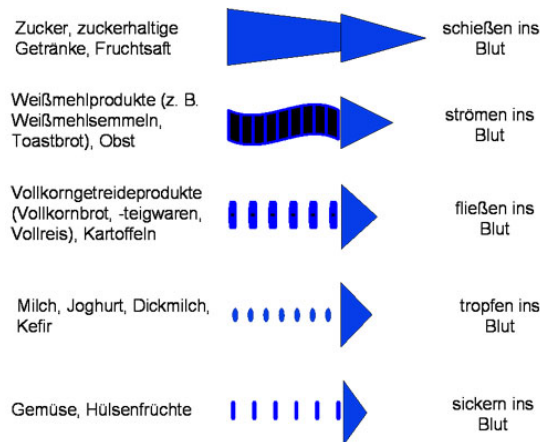 Zucker, zuckerhaltige
Getränke, Fruchtsaft
schießen ins
Blut
Weißmehlprodukte (z. B.
Weißmehlsemmeln,
Toastbrot), Obst
strömen ins
Blut
Vollkorngetreideprodukte
(Vollkornbrot, -teigwaren,
Vollreis), Kartoffeln
fließen ins
Blut
Milch, Joghurt, Dickmilch,
Kefir
tropfen ins
Blut
Gemüse, Hülsenfrüchte
sickern ins
Blut